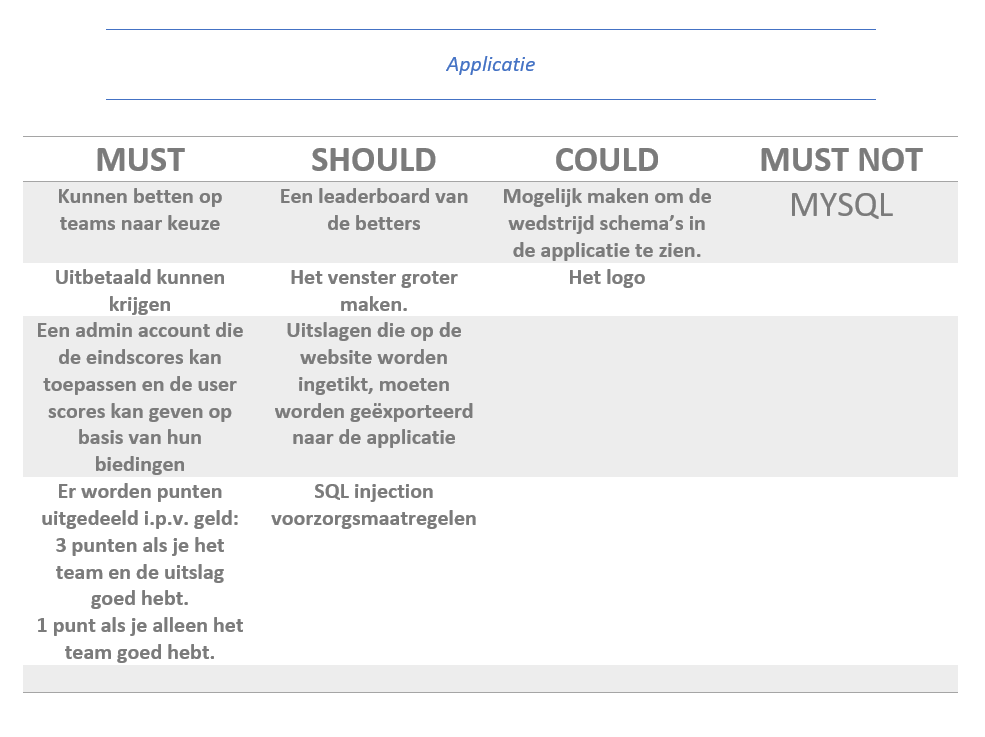 Applicatie
MUST SHOULD COULD MUST NOT
Kunnen betten op
teams naar keuze
Een leaderboard van
de betters
Mogelijk maken om de
wedstrijd schema’s in
de applicatie te zien.
MYSQL
Uitbetaald kunnen
krijgen
Het venster groter
maken.
Het logo
Een admin account die
de eindscores kan
toepassen en de user
scores kan geven op
basis van hun
biedingen
Uitslagen die op de
website worden
ingetikt, moeten
worden geëxporteerd
naar de applicatie
Er worden punten
uitgedeeld i.p.v. geld:
3 punten als je het
team en de uitslag
goed hebt.
1 punt als je alleen het
team goed hebt.
SQL injection
voorzorgsmaatregelen